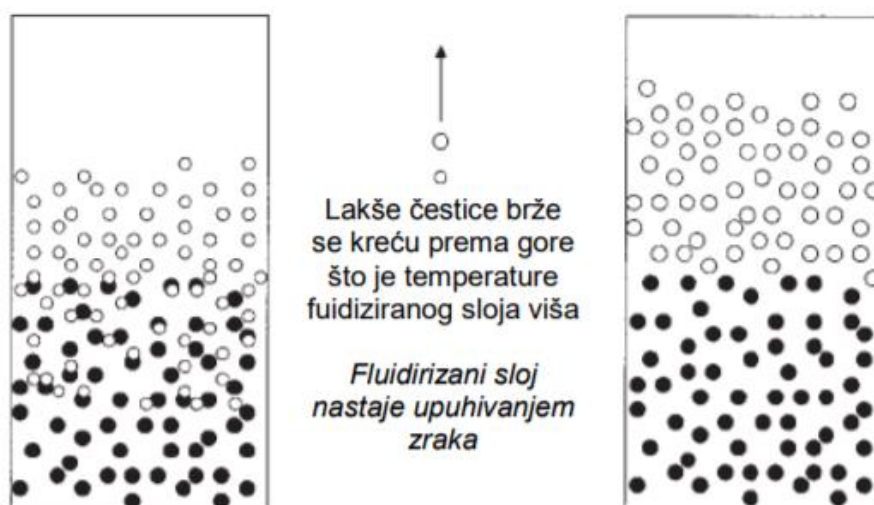 Lakše čestice brže
se kreću prema gore
što je temperature
fuidiziranog sloja viša
Fluidirizani sloj
nastaje upuhivanjem
zraka